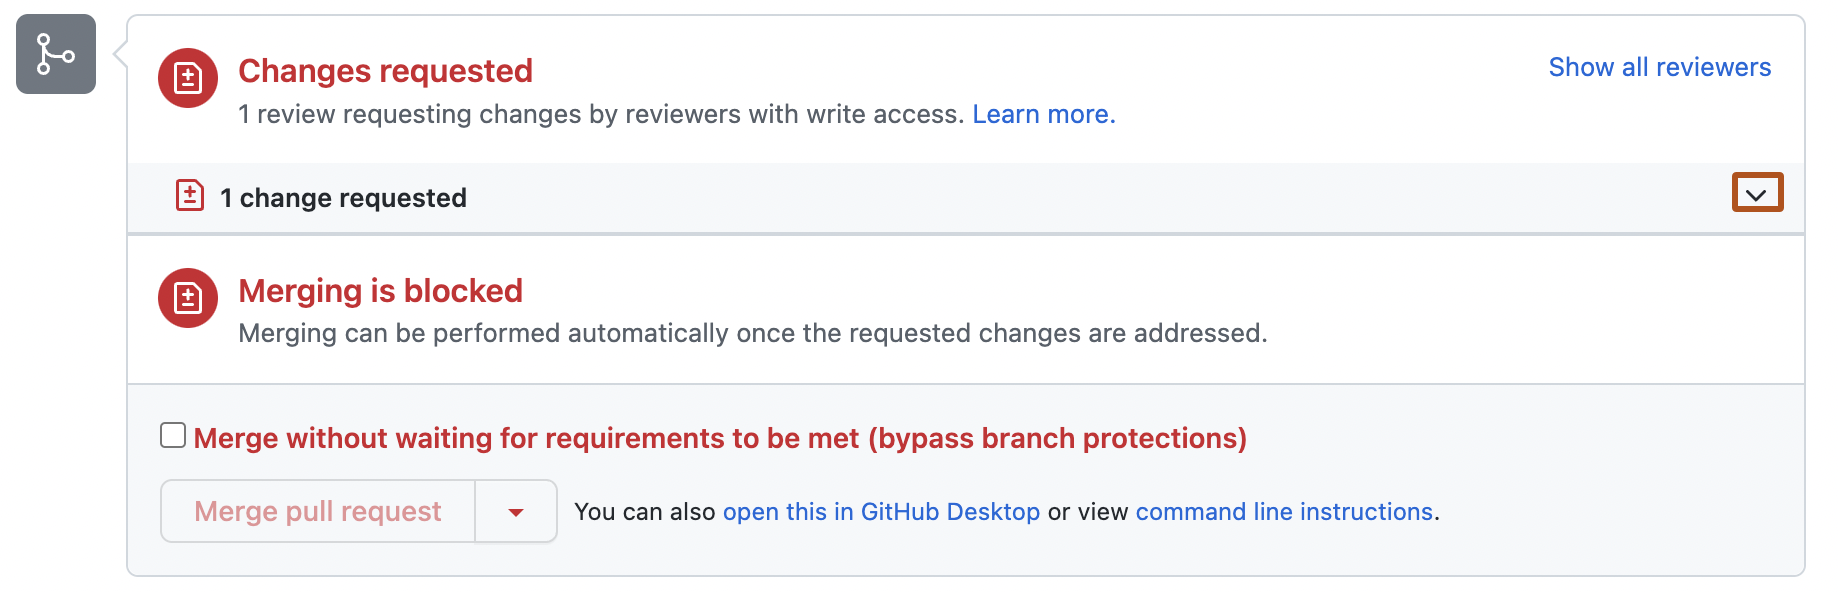 Changes requested
Show all reviewers
1 review requesting changes by reviewers with write access. Learn more.
1 change requested
Merging is blocked
Merging can be performed automatically once the requested changes are addressed.
Merge without waiting for requirements to be met (bypass branch protections)
Merge pull request
You can also open this in GitHub Desktop or view command line instructions.